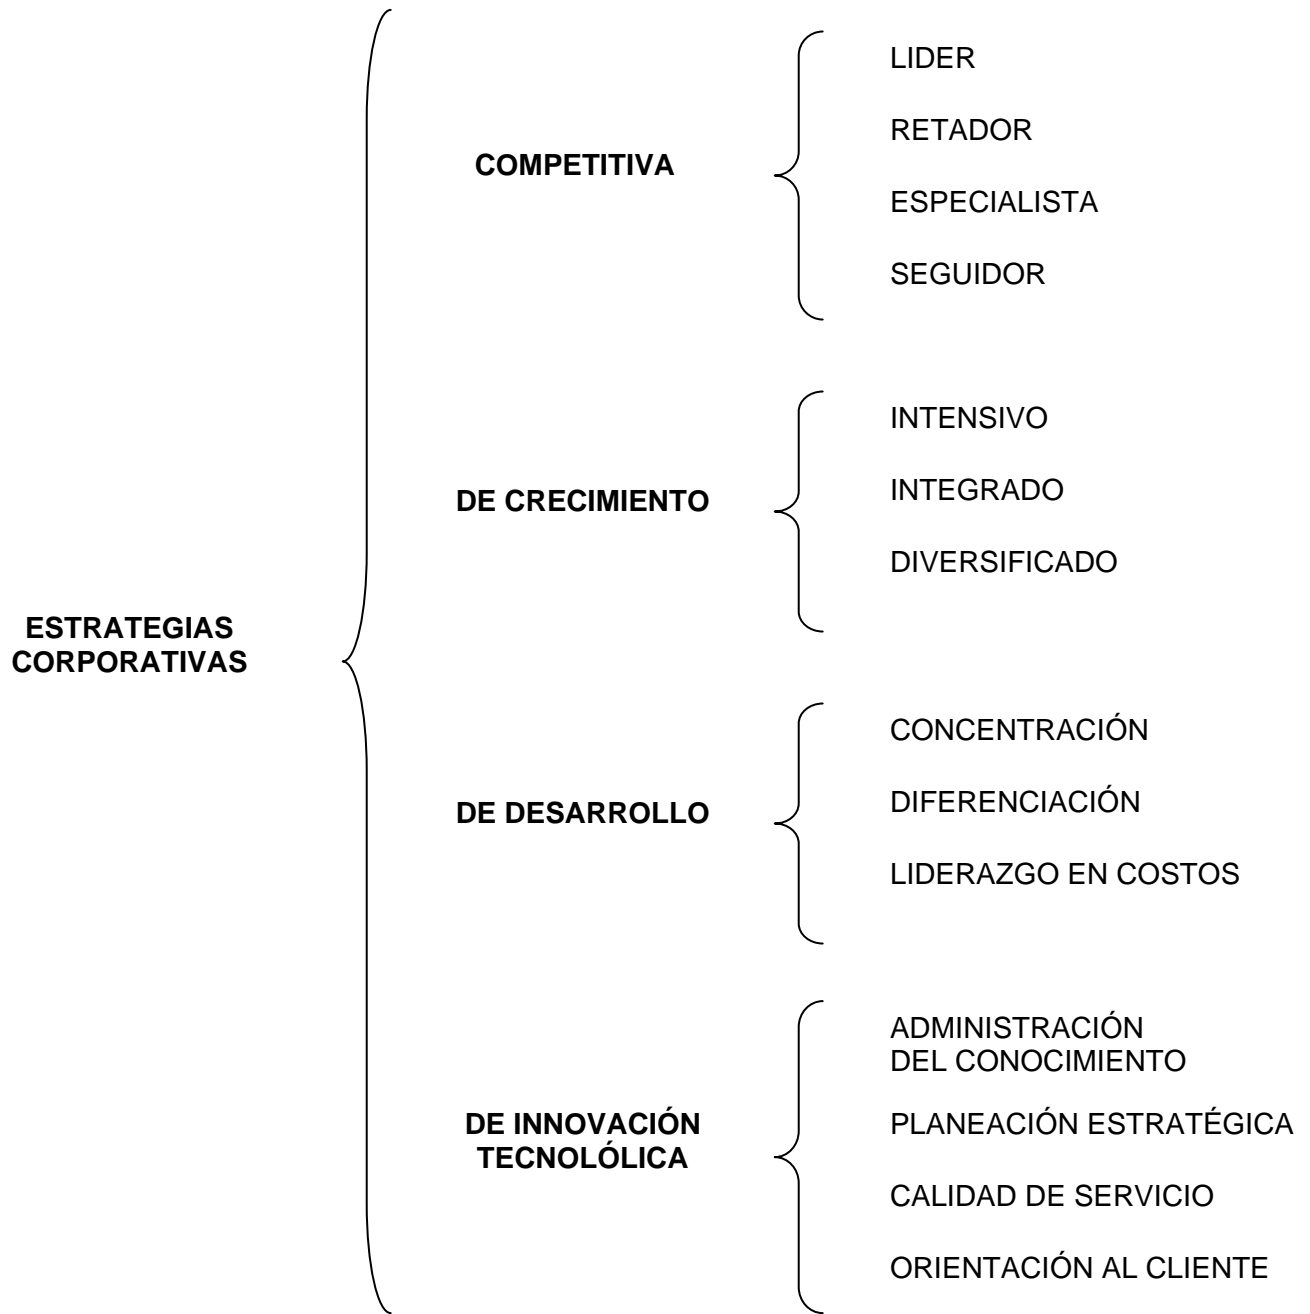 ESTRATEGIAS
CORPORATIVAS
COMPETITIVA
LIDER
RETADOR
ESPECIALISTA
SEGUIDOR
DE CRECIMIENTO
INTENSIVO
INTEGRADO
DIVERSIFICADO
DE DESARROLLO
CONCENTRACIÓN
DIFERENCIACIÓN
LIDERAZGO EN COSTOS
DE INNOVACIÓN
TECNOLÓLICA
ADMINISTRACIÓN
DEL CONOCIMIENTO
PLANEACIÓN ESTRATÉGICA
CALIDAD DE SERVICIO
ORIENTACIÓN AL CLIENTE